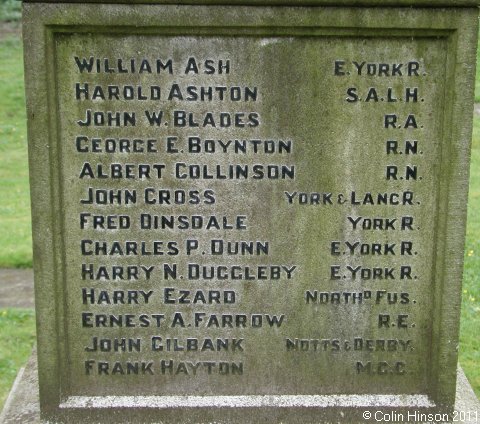 WILLIAM ASH E. YORK R.
HAROLD ASHTON S.A.L.H.
JOHN W. BLADES R.A.
GEORGE E. BOYNTON R.N.
ALBERT COLLINSON R.N.
JOHN CROSS YORK & LANC R.
FRED DINSDALE YORK R.
CHARLES P. DUNN E. YORK R.
HARRY N. DUGGLEBY E. YORK R.
HARRY EZARD NORTHD FUS.
ERNEST A. FARROW R.E.
JOHN GILBANK NOTTS & DERBY.
FRANK HAYTON M.G.C.
© Colin Hinson 2011